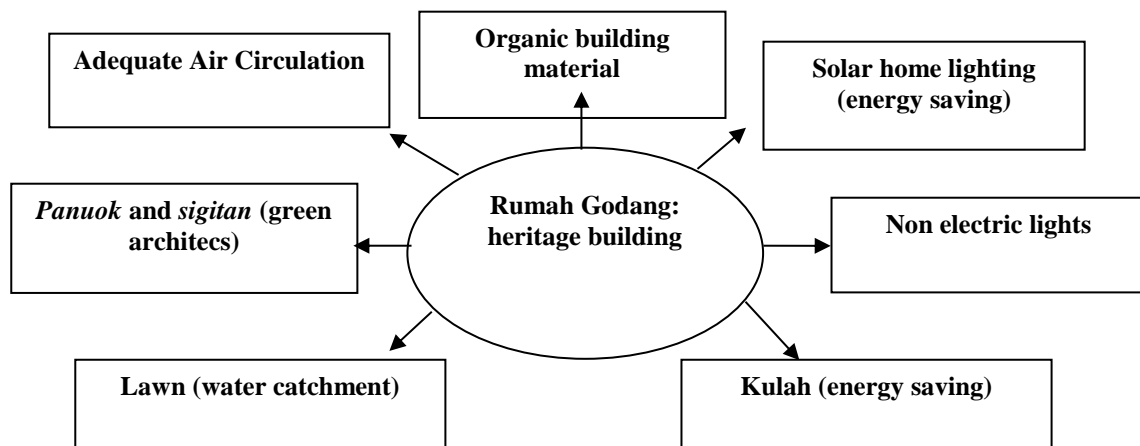 Organic building
material
Adequate Air Circulation
Solar home lighting
(energy saving)
Panuok and sigitan (green
architecs)
Rumah Godang:
heritage building
Non electric lights
Lawn (water catchment)
Kulah (energy saving)